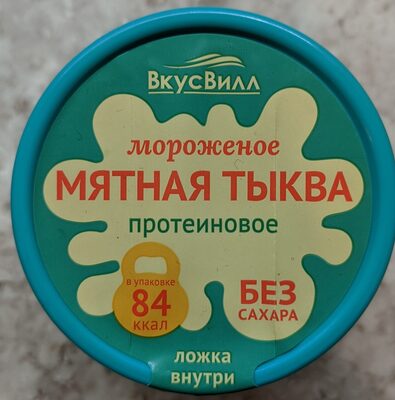 ВкусВилл
мороженое
МЯТНАЯ ТЫКВА
протеиновое
в упаковке
84
ккал
БЕЗ
САХАРА
ложка
внутри